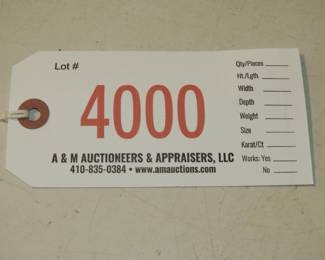 Lot #
4000
A & M AUCTIONEERS & APPRAISERS, LLC
410-835-0384 • www.amauctions.com
Qty/Pieces
Ht./Lgth.
Width
Depth
Weight
Size
Karat/Ct
Works: Yes
No